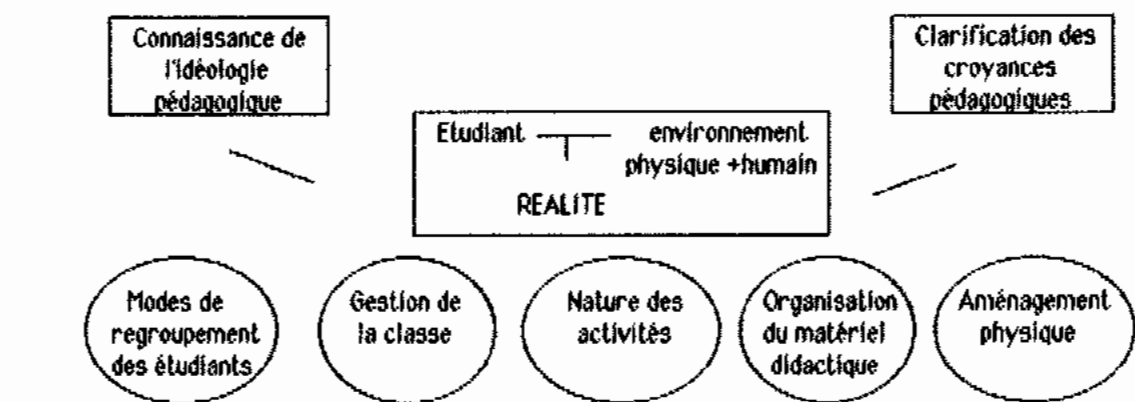 Connaissance de
l'idéologie
pédagogique
Clarification des
croyances
pédagogiques
Etudiant environnement
physique +humain
REALITE
Modes de
regroupement
des étudiants
Gestion de
la classe
Nature des
activités
Organisation
du matériel
didactique
Aménagement
physique